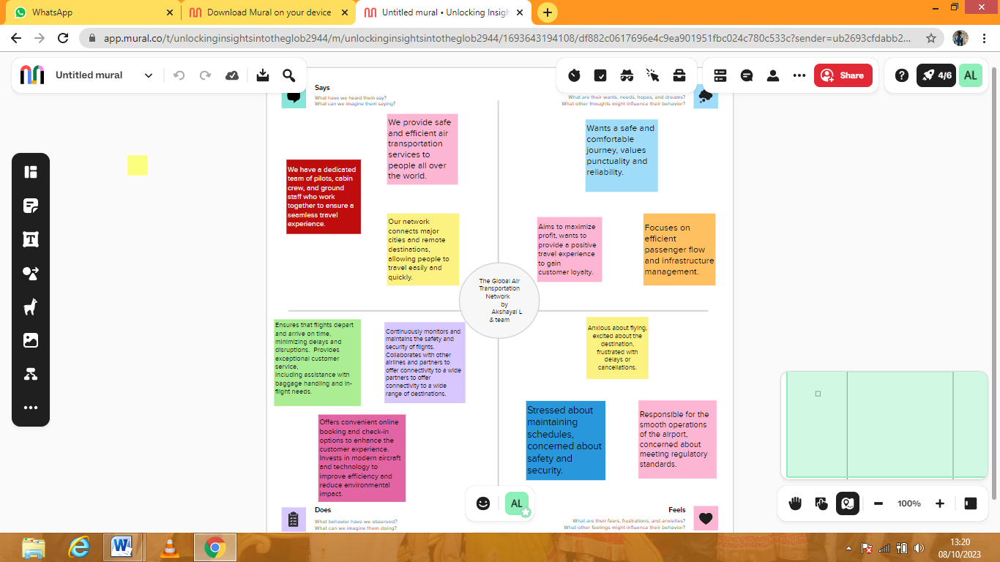 WhatsApp
Download Mural on your device
Untitled mural • Unlocking Insigh
app.mural.co/t/unlockinginsightsintotheglob2944/m/unlockinginsightsintotheglob2944/1693643194108/df882c0617696e4c9ea901951fbc024c780c533c?sender=ub2693cfdabb2...
Untitled mural
Share
4/6
AL
Says
What have we heard them say?
What can we imagine them saying?
What are their wants, needs, hopes, and dreams?
What other thoughts might influence their behavior?
We provide safe
and efficient air
transportation
services to
people all over
the world.
We have a dedicated
team of pilots, cabin
crew, and ground
staff who work
together to ensure a
seamless travel
experience.
Our network
connects major
cities and remote
destinations,
allowing people to
travel easily and
quickly.
Wants a safe and
comfortable
journey, values
punctuality and
reliability.
Aims to maximize
profit, wants to
provide a positive
travel experience
to gain
customer loyalty.
Focuses on
efficient
passenger flow
and infrastructure
management.
The Global Air
Transportation
Network
by
Akshayal L
& team
Ensures that flights depart
and arrive on time,
minimizing delays and
disruptions. Provides
exceptional customer
service,
including assistance with
baggage handling and in-
flight needs.
Continuously monitors and
maintains the safety and
security of flights.
Collaborates with other
airlines and partners to
offer connectivity to a wide
partners to offer
connectivity to a wide
range of destinations.
Offers convenient online
booking and check-in
options to enhance the
customer experience.
Invests in modern aircraft
and technology to
improve efficiency and
reduce environmental
impact.
Anxious about flying,
excited about the
destination,
frustrated with
delays or
cancellations.
Stressed about
maintaining
schedules,
concerned about
safety and
security.
Responsible for the
smooth operations
of the airport,
concerned about
meeting regulatory
standards.
Does
What behavior have we observed?
What can we imagine them doing?
Feels
What are their fears, frustrations, and anxieties?
What other feelings might influence their behavior?
AL
100%
13:20
08/10/2023